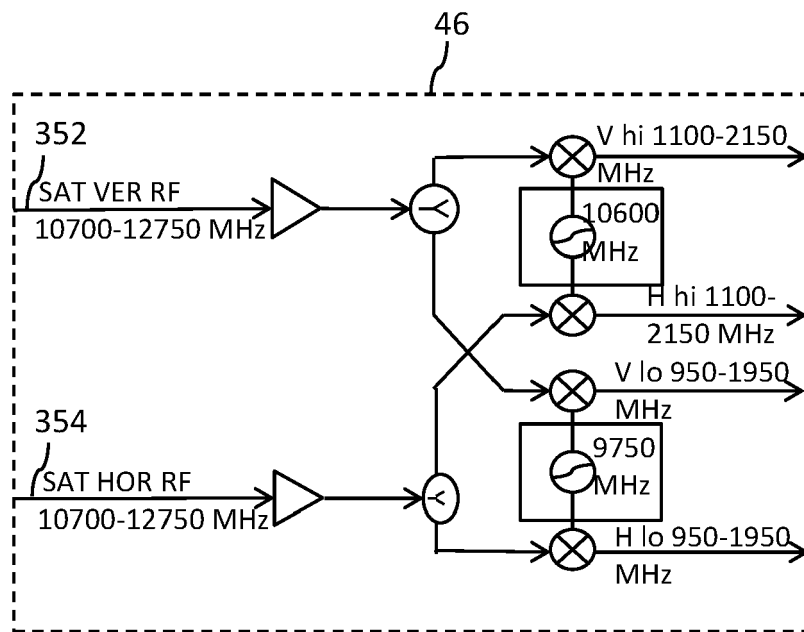 46
352
SAT VER RF
10700-12750 MHz
V hi 1100-2150
MHz
10600
MHz
H hi 1100-
2150 MHz
V lo 950-1950
MHz
354
SAT HOR RF
10700-12750 MHz
9750
MHz
H lo 950-1950
MHz